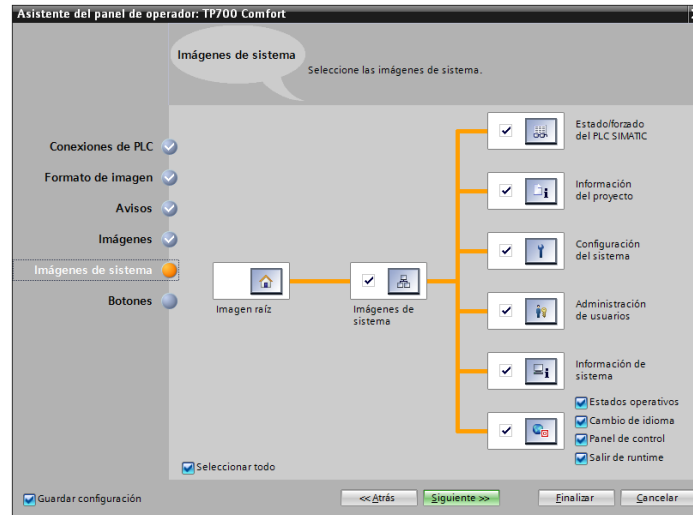 Asistente del panel de operador: TP700 Comfort
Imágenes de sistema
Seleccione las imágenes de sistema.
Conexiones de PLC
Formato de imagen
Avisos
Imágenes
Imágenes de sistema
Botones
Imagen raíz
Imágenes de
sistema
Estado/forzado
del PLC SIMATIC
Información
del proyecto
Configuración
del sistema
Administración
de usuarios
Información de
sistema
Estados operativos
Cambio de idioma
Panel de control
Salir de runtime
Seleccionar todo
Guardar configuración
<< Atrás
Siguiente >>
Finalizar
Cancelar